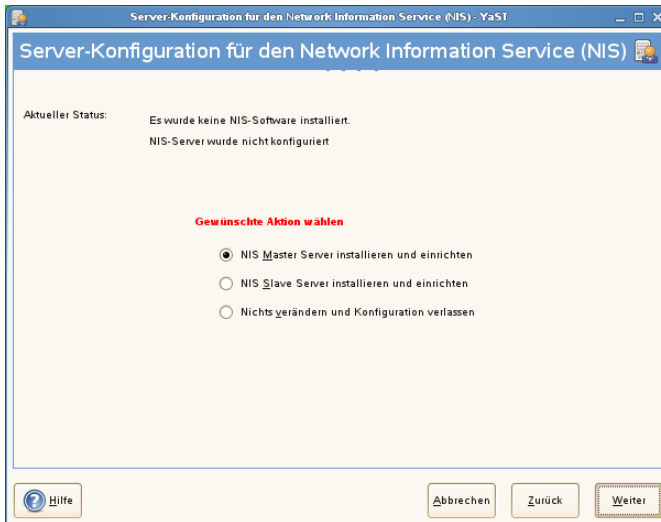 Server-Konfiguration für den Network Information Service (NIS) - YaST
Server-Konfiguration für den Network Information Service (NIS)
Aktueller Status:
Es wurde keine NIS-Software installiert.
NIS-Server wurde nicht konfiguriert
Gewünschte Aktion wählen
NIS Master Server installieren und einrichten
NIS Slave Server installieren und einrichten
Nichts verändern und Konfiguration verlassen
Hilfe
Abbrechen
Zurück
Weiter